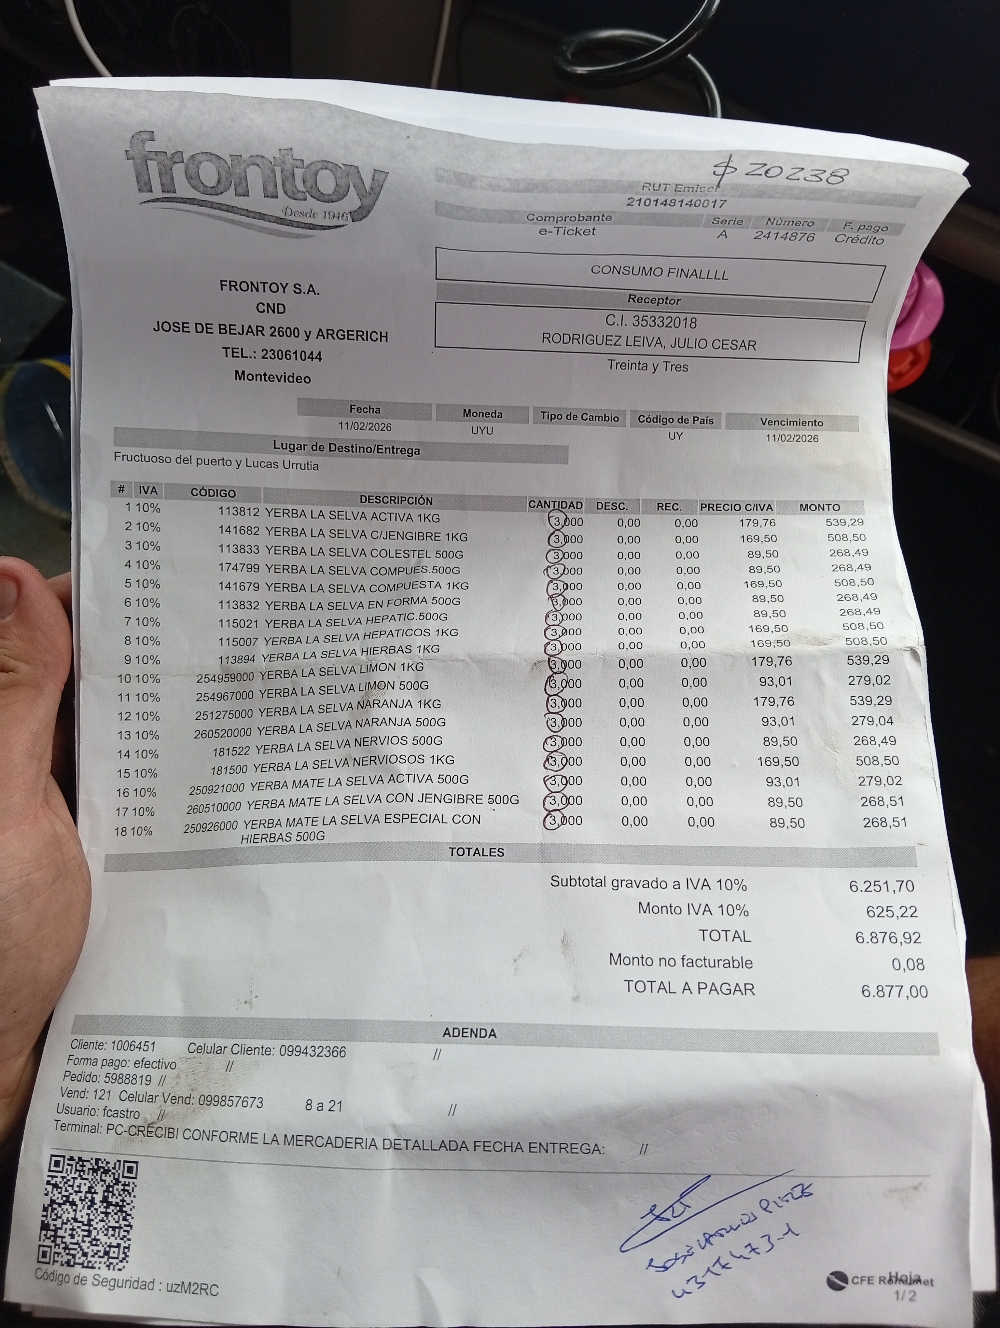 $ 20238
frontoy
Desde 1946
RUT Emisor
210148140017
Comprobante Serie Número F. pago
e-Ticket A 2414876 Crédito
CONSUMO FINALLLL
Receptor
C.I. 35332018
RODRIGUEZ LEIVA, JULIO CESAR
Treinta y Tres
FRONTOY S.A.
CND
JOSE DE BEJAR 2600 y ARGERICH
TEL.: 23061044
Montevideo
Fecha Moneda Tipo de Cambio Código de Pais Vencimiento
11/02/2026 UYU UY 11/02/2026
Lugar de Destino/Entrega
Fructuoso del puerto y Lucas Urrutia
# IVA CÓDIGO DESCRIPCIÓN CANTIDAD DESC. REC. PRECIO C/IVA MONTO
1 10% 113812 YERBA LA SELVA ACTIVA 1KG 3,000 0,00 0,00 179,76 539,29
2 10% 141682 YERBA LA SELVA C/JENGIBRE 1KG 3,000 0,00 0,00 169,50 508,50
3 10% 113833 YERBA LA SELVA COLESTEL 500G 3,000 0,00 0,00 89,50 268,49
4 10% 174799 YERBA LA SELVA COMPUES.500G 3,000 0,00 0,00 89,50 268,49
5 10% 141679 YERBA LA SELVA COMPUESTA 1KG 3,000 0,00 0,00 169,50 508,50
6 10% 113832 YERBA LA SELVA EN FORMA 500G 3,000 0,00 0,00 89,50 268,49
7 10% 115021 YERBA LA SELVA HEPATIC.500G 3,000 0,00 0,00 89,50 268,49
8 10% 115007 YERBA LA SELVA HEPATICOS 1KG 3,000 0,00 0,00 169,50 508,50
9 10% 113894 YERBA LA SELVA HIERBAS 1KG 3,000 0,00 0,00 169,50 508,50
10 10% 254959000 YERBA LA SELVA LIMON 1KG 3,000 0,00 0,00 179,76 539,29
11 10% 254967000 YERBA LA SELVA LIMON 500G 3,000 0,00 0,00 93,01 279,02
12 10% 251275000 YERBA LA SELVA NARANJA 1KG 3,000 0,00 0,00 179,76 539,29
13 10% 260520000 YERBA LA SELVA NARANJA 500G 3,000 0,00 0,00 93,01 279,04
14 10% 181522 YERBA LA SELVA NERVIOS 500G 3,000 0,00 0,00 89,50 268,49
15 10% 181500 YERBA LA SELVA NERVIOSOS 1KG 3,000 0,00 0,00 169,50 508,50
16 10% 250921000 YERBA MATE LA SELVA ACTIVA 500G 3,000 0,00 0,00 93,01 279,02
17 10% 260510000 YERBA MATE LA SELVA CON JENGIBRE 500G 3,000 0,00 0,00 89,50 268,51
18 10% 250926000 YERBA MATE LA SELVA ESPECIAL CON 3,000 0,00 0,00 89,50 268,51
HIERBAS 500G
TOTALES
Subtotal gravado a IVA 10% 6.251,70
Monto IVA 10% 625,22
TOTAL 6.876,92
Monto no facturable 0,08
TOTAL A PAGAR 6.877,00
ADENDA
Cliente: 1006451 Celular Cliente: 099432366 //
Forma pago: efectivo //
Pedido: 5988819 //
Vend: 121 Celular Vend: 099857673 8 a 21 //
Usuario: fcastro //
Terminal: PC-CRECIBI CONFORME LA MERCADERIA DETALLADA FECHA ENTREGA: //
Código de Seguridad : uzM2RC
CFE
Hoja
1/ 2